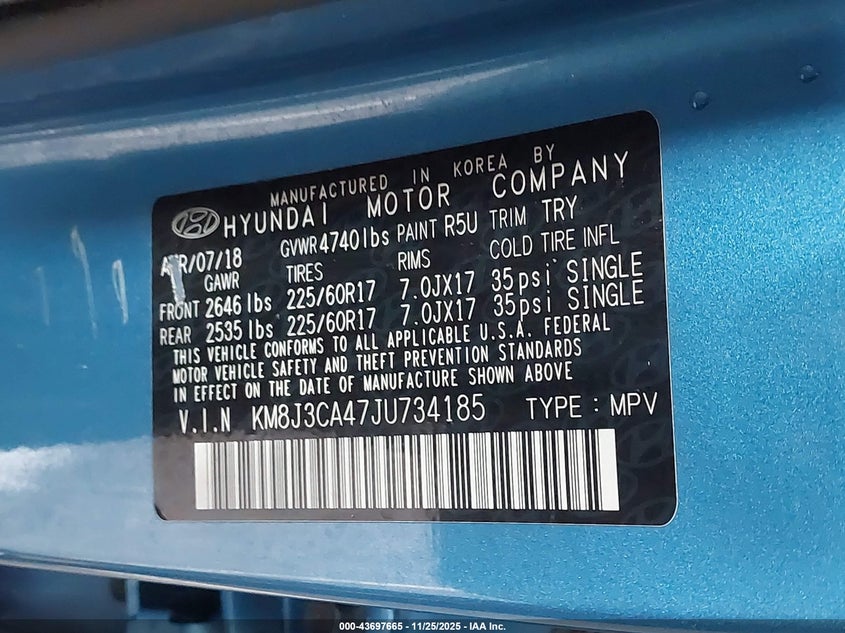 MANUFACTURED IN KOREA BY
HYUNDAI MOTOR COMPANY
APR/07/18 GVWR 4740 lbs PAINT R5U TRIM TRY
GAWR TIRES RIMS COLD TIRE INFL
FRONT 2646 lbs 225/60R17 7.0JX17 35psi SINGLE
REAR 2535 lbs 225/60R17 7.0JX17 35psi SINGLE
THIS VEHICLE CONFORMS TO ALL APPLICABLE U.S.A. FEDERAL
MOTOR VEHICLE SAFETY AND THEFT PREVENTION STANDARDS
IN EFFECT ON THE DATE OF MANUFACTURE SHOWN ABOVE
V.I.N KM8J3CA47JU734185 TYPE : MPV
000-43697665 - 11/25/2025 - IAA Inc.